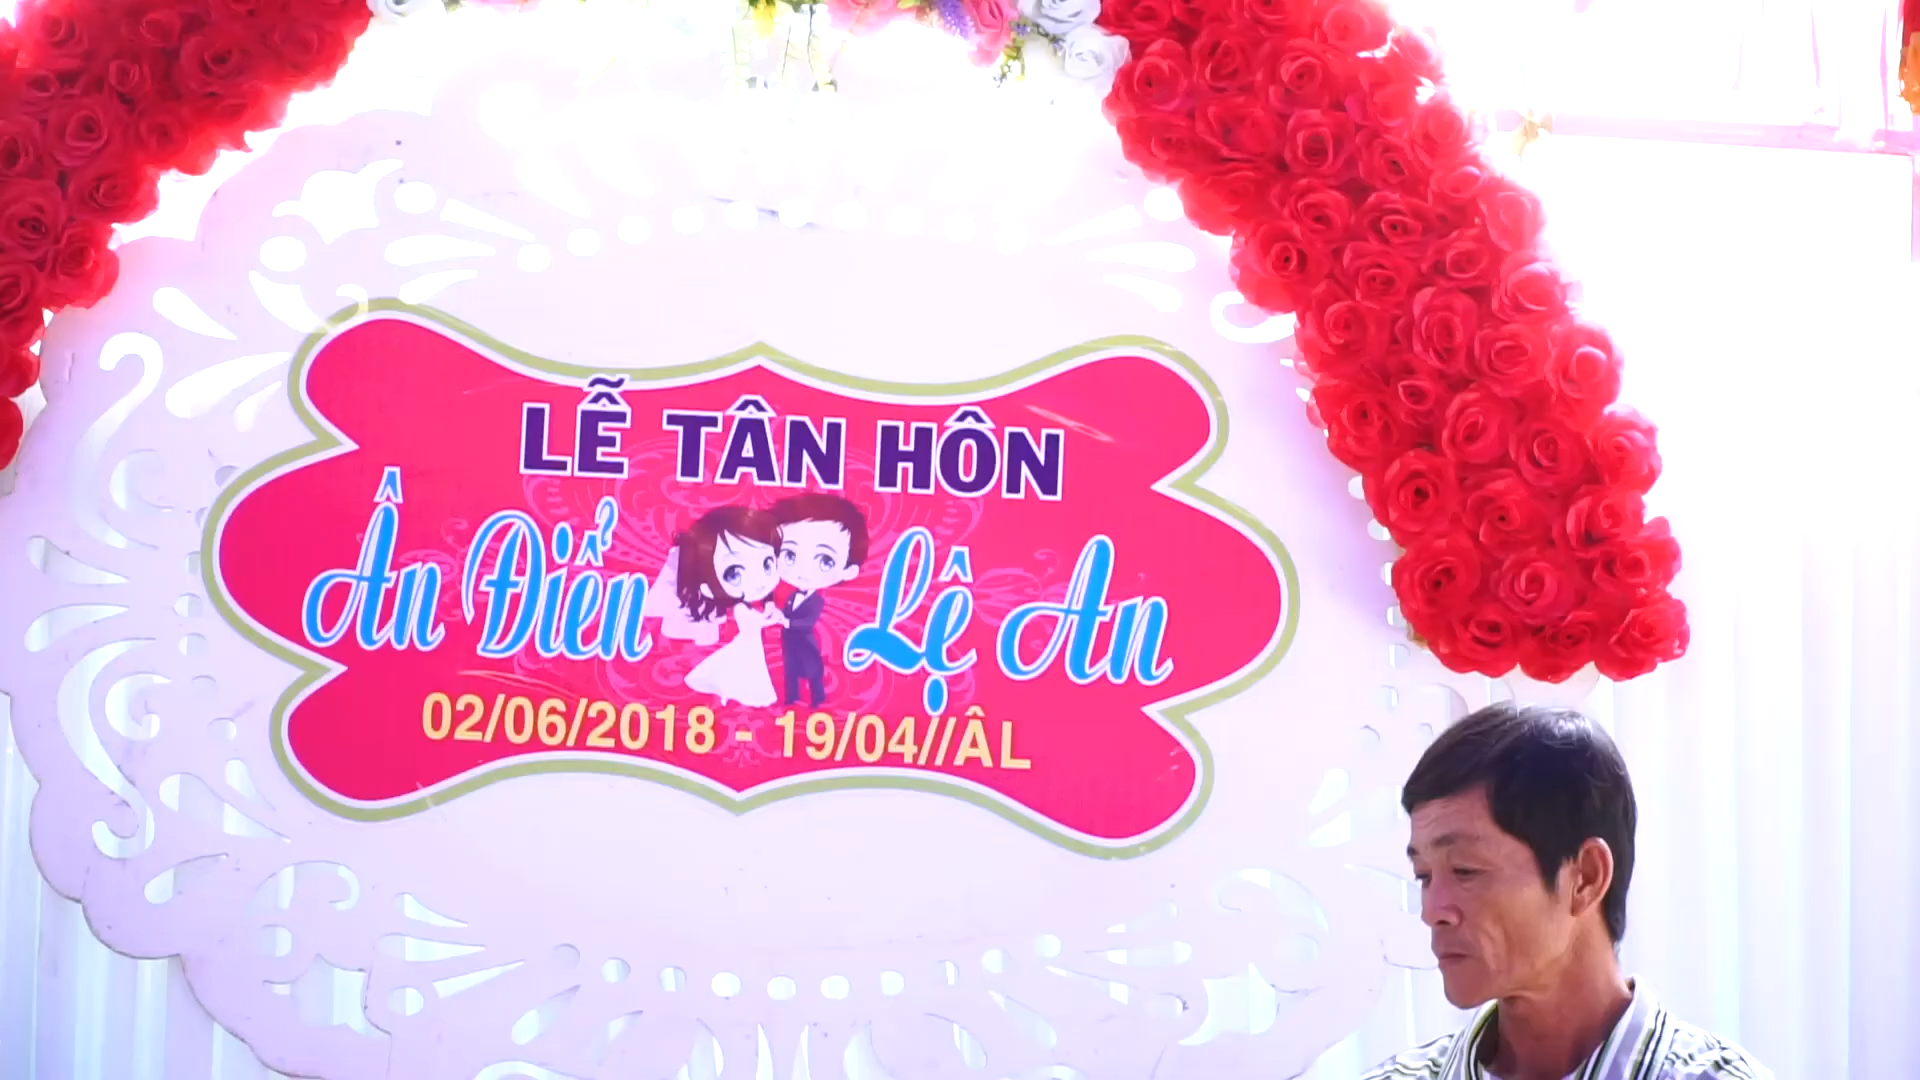 LỄ TÂN HÔN
Ân Điển Lệ An
02/06/2018 - 19/04//ÂL